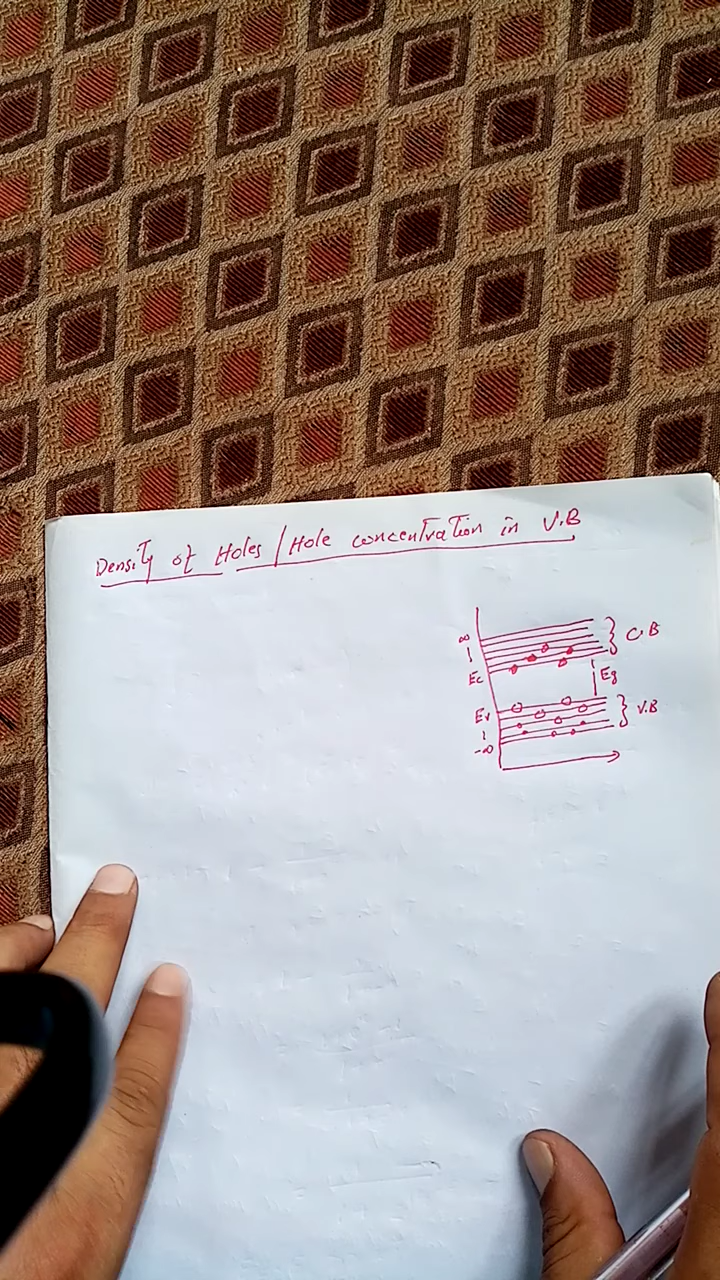 Density of Holes / Hole concentration in V.B
∞
C.B
Ec
Eg
Ev
V.B
-∞